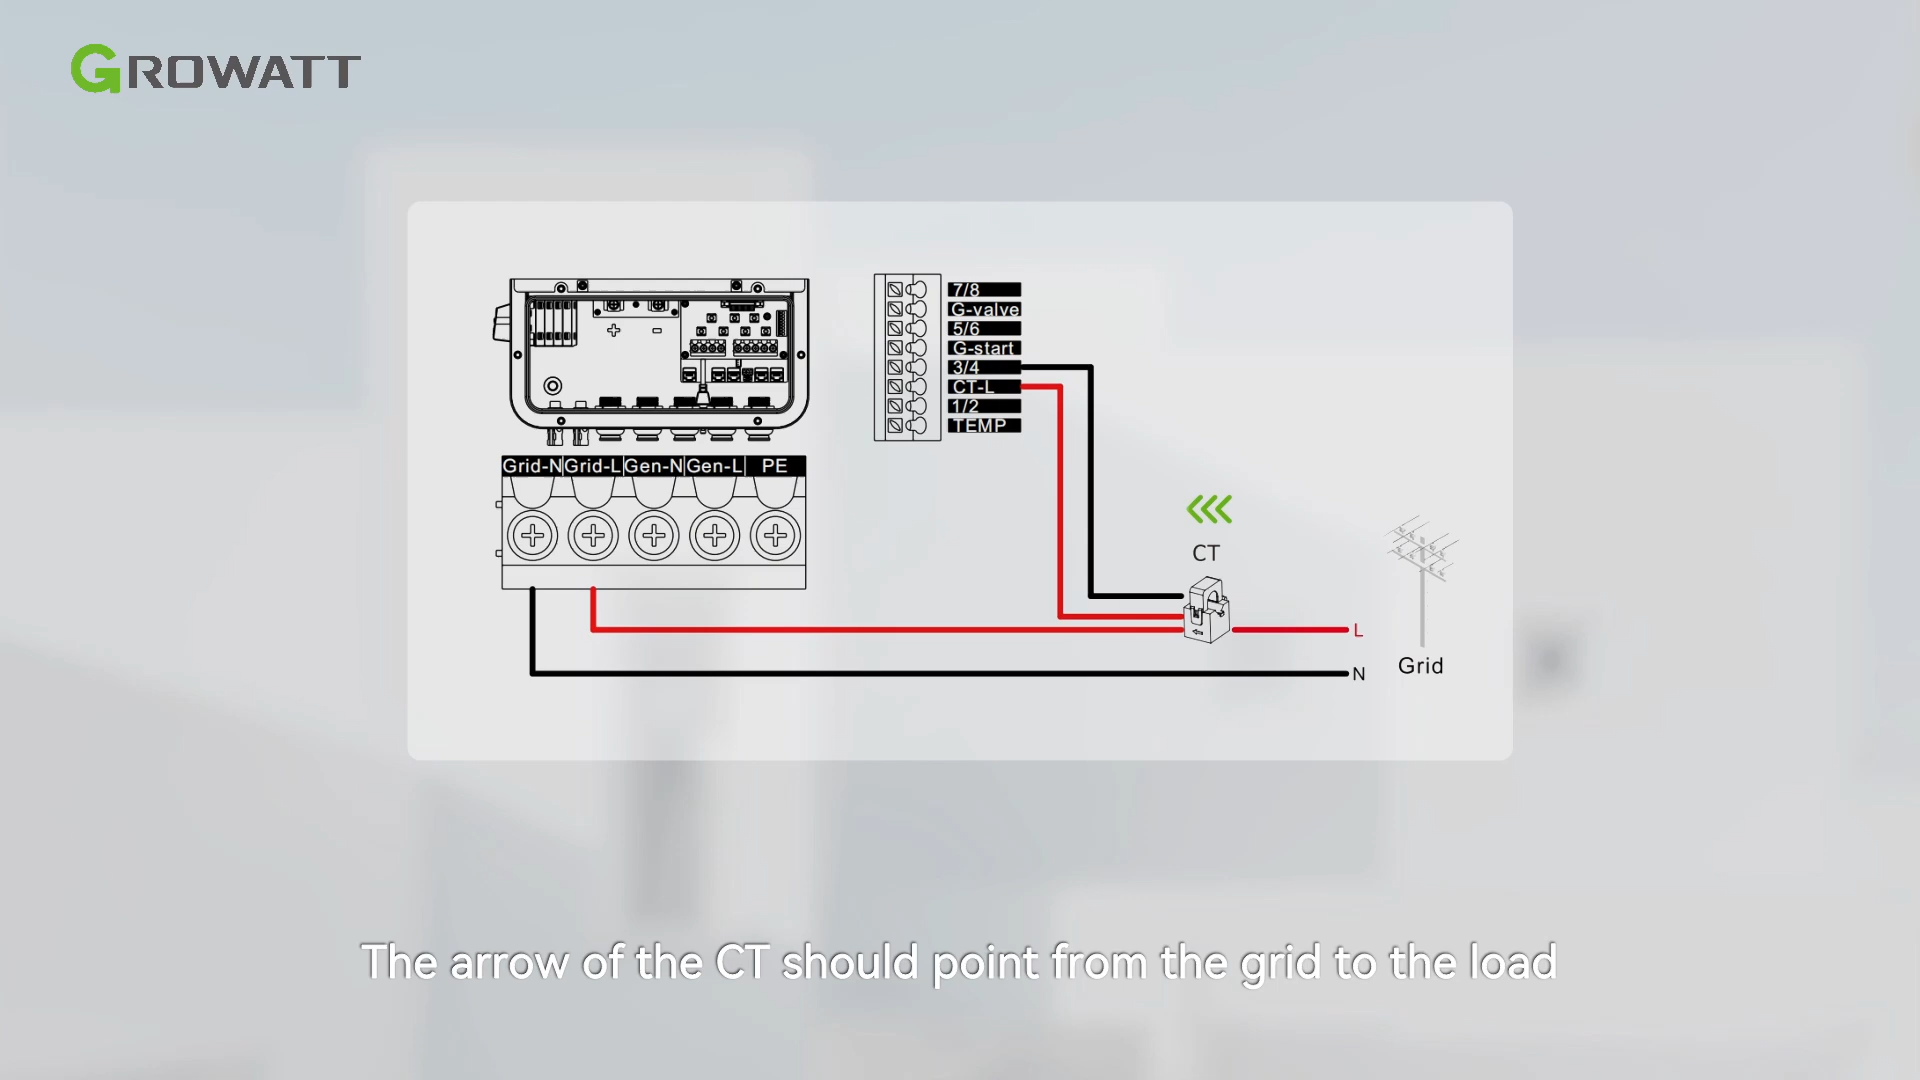 GROWATT
7/8
G-valve
5/6
G-start
3/4
CT-L
1/2
TEMP
+ -
Grid-N Grid-L Gen-N Gen-L PE
CT
L
N
Grid
The arrow of the CT should point from the grid to the load